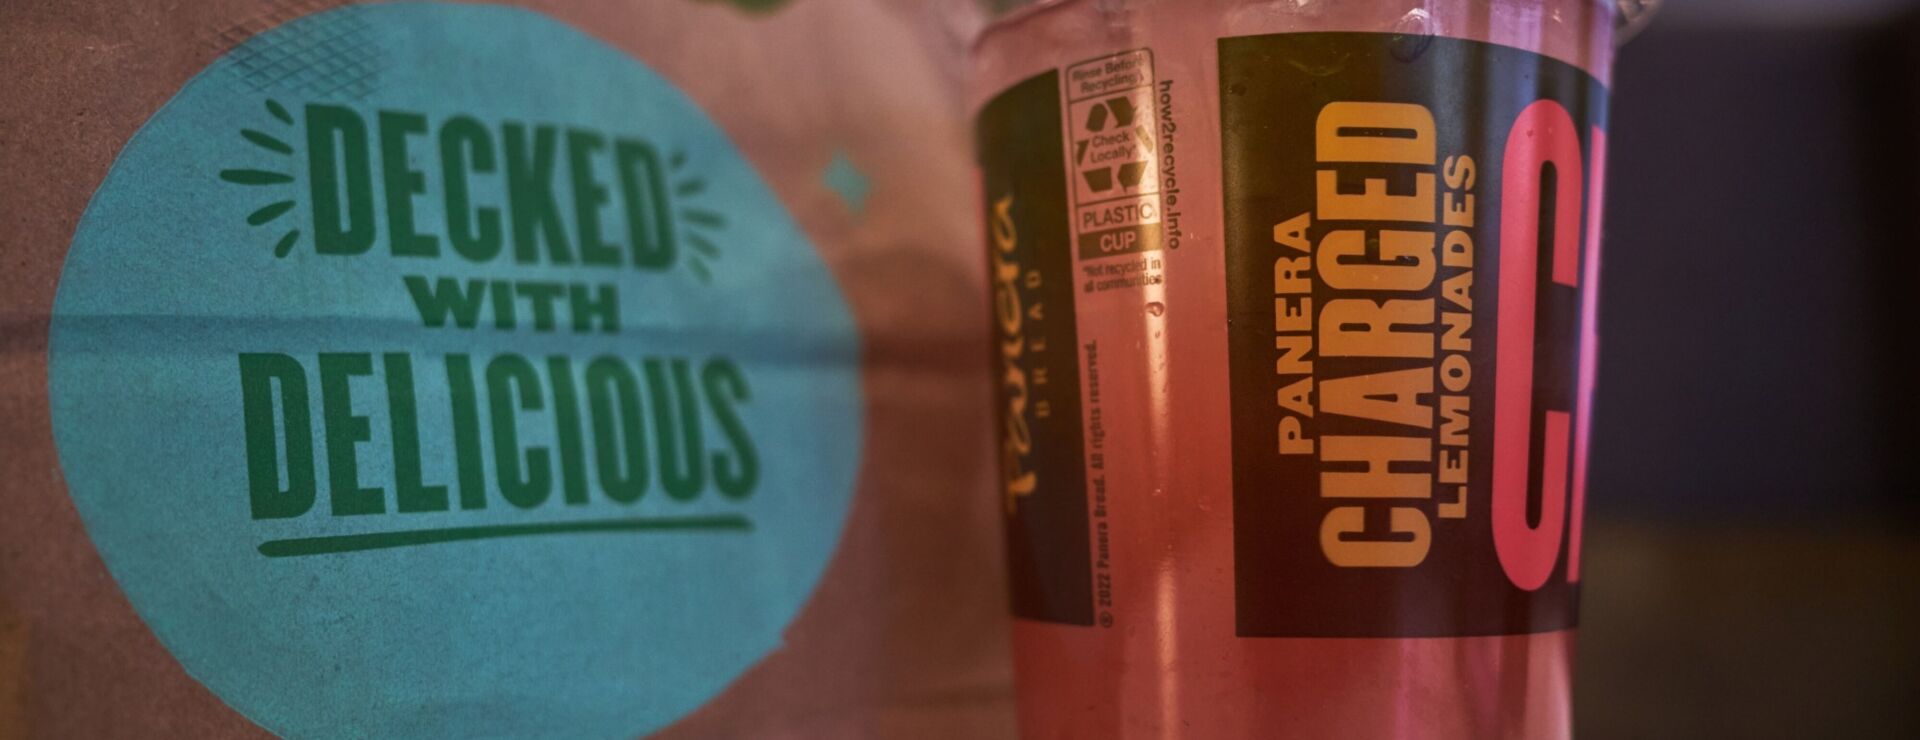 DECKED
WITH
DELICIOUS
Panera
BREAD
Rinse Before
Recycling
Check
Locally*
PLASTIC
CUP
*Not recycled in
all communities
how2recycle.info
© 2022 Panera Bread. All rights reserved.
PANERA
CHARGED
LEMONADES
C